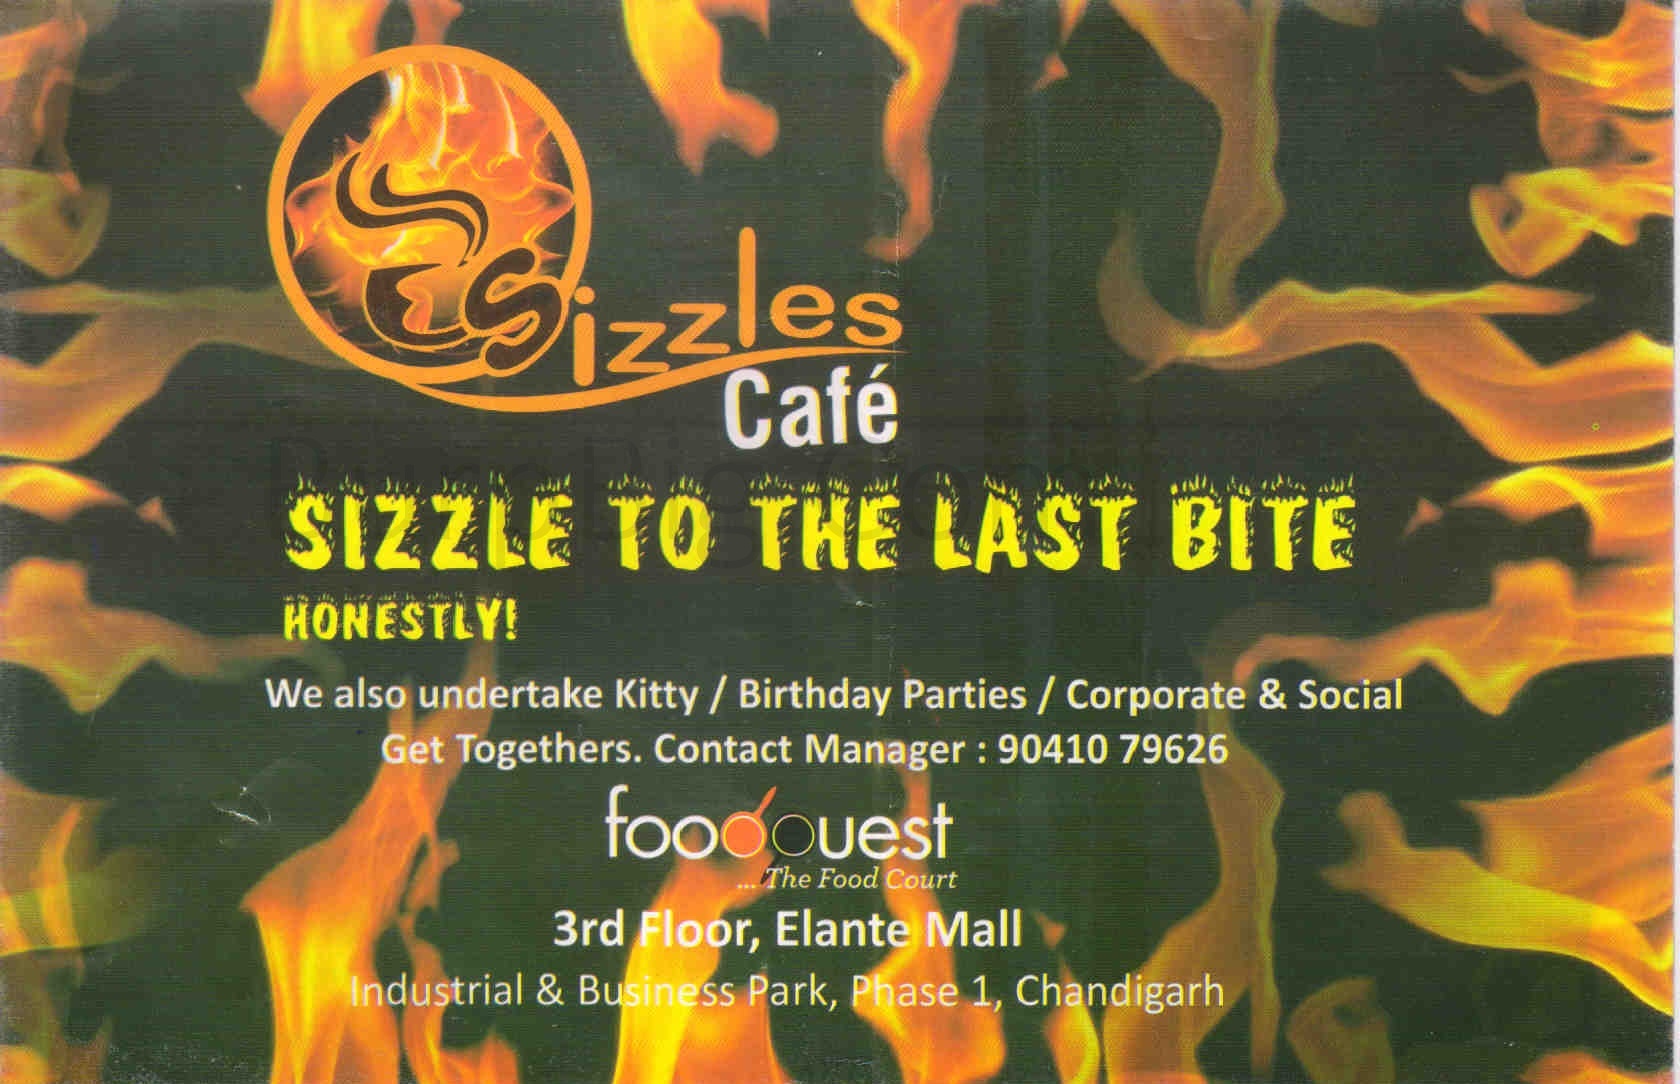 Sizzles
Café
SIZZLE TO THE LAST BITE
HONESTLY!
We also undertake Kitty / Birthday Parties / Corporate & Social
Get Togethers. Contact Manager : 90410 79626
foodQuest
... The Food Court
3rd Floor, Elante Mall
Industrial & Business Park, Phase 1, Chandigarh